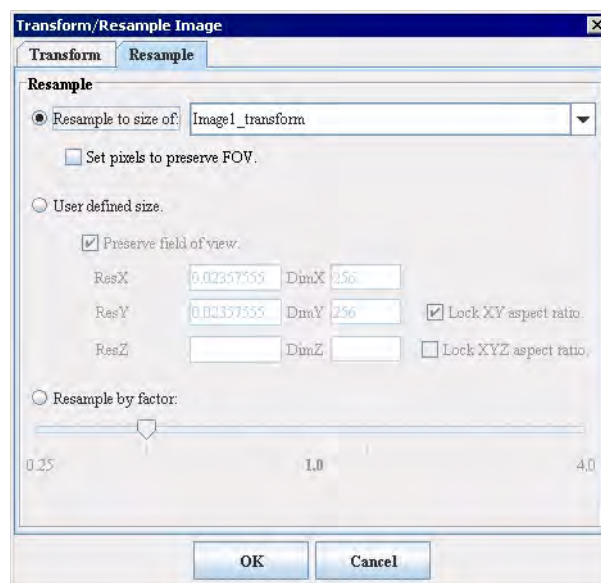 Transform/Resample Image
Transform Resample
Resample
Resample to size of: Image1_transform
Set pixels to preserve FOV.
User defined size.
Preserve field of view.
ResX 0.02357555 DimX 256
ResY 0.02357555 DimY 256 Lock XY aspect ratio.
ResZ DimZ Lock XYZ aspect ratio.
Resample by factor:
0.25 1.0 4.0
OK Cancel